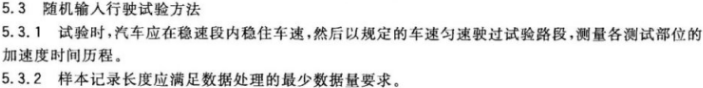 5.3 随机输入行驶试验方法
5.3.1 试验时,汽车应在稳速段内稳住车速,然后以规定的车速匀速驶过试验路段,测量各测试部位的
加速度时间历程。
5.3.2 样本记录长度应满足数据处理的最少数据量要求。